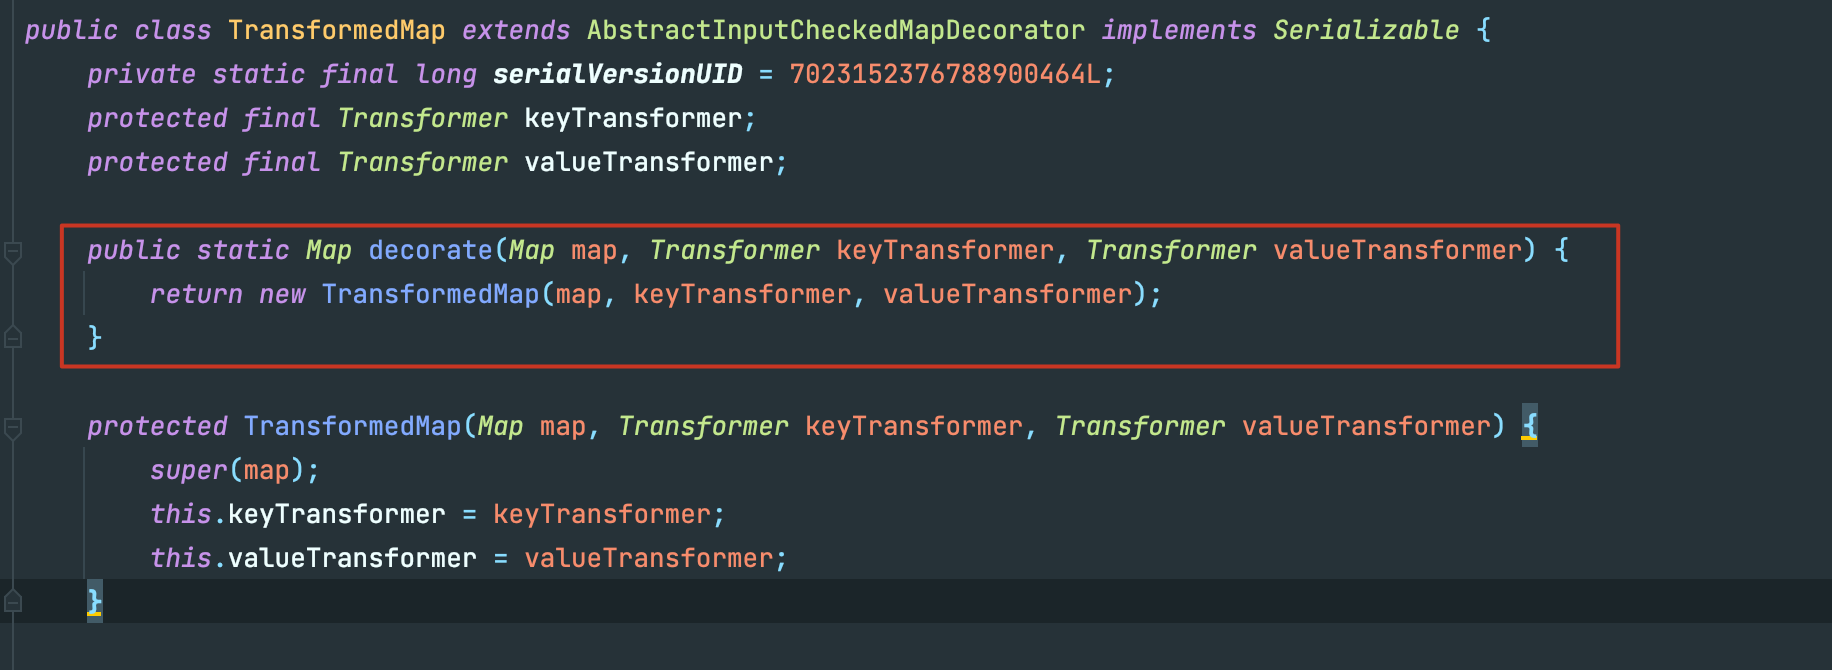 public class TransformedMap extends AbstractInputCheckedMapDecorator implements Serializable {
private static final long serialVersionUID = 7023152376788900464L;
protected final Transformer keyTransformer;
protected final Transformer valueTransformer;
public static Map decorate(Map map, Transformer keyTransformer, Transformer valueTransformer) {
return new TransformedMap(map, keyTransformer, valueTransformer);
}
protected TransformedMap(Map map, Transformer keyTransformer, Transformer valueTransformer) {
super(map);
this.keyTransformer = keyTransformer;
this.valueTransformer = valueTransformer;
}